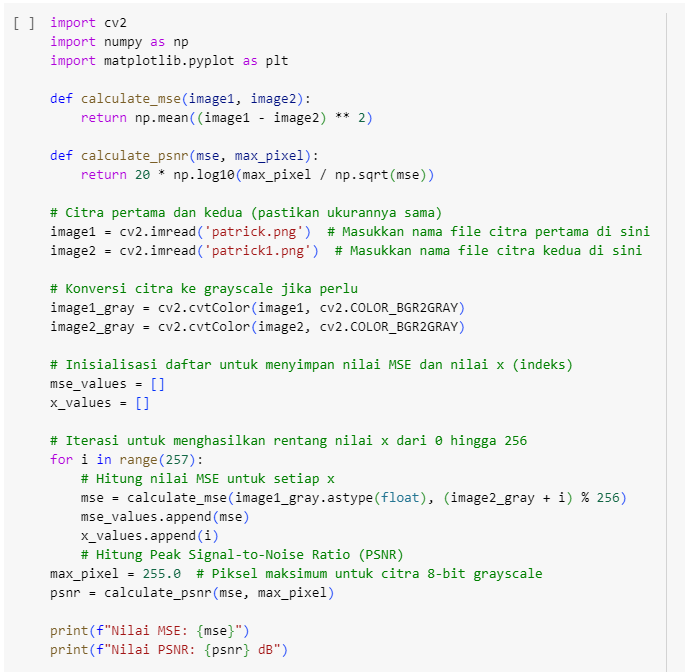 [ ] import cv2
import numpy as np
import matplotlib.pyplot as plt

def calculate_mse(image1, image2):
    return np.mean((image1 - image2) ** 2)

def calculate_psnr(mse, max_pixel):
    return 20 * np.log10(max_pixel / np.sqrt(mse))

# Citra pertama dan kedua (pastikan ukurannya sama)
image1 = cv2.imread('patrick.png')  # Masukkan nama file citra pertama di sini
image2 = cv2.imread('patrick1.png')  # Masukkan nama file citra kedua di sini

# Konversi citra ke grayscale jika perlu
image1_gray = cv2.cvtColor(image1, cv2.COLOR_BGR2GRAY)
image2_gray = cv2.cvtColor(image2, cv2.COLOR_BGR2GRAY)

# Inisialisasi daftar untuk menyimpan nilai MSE dan nilai x (indeks)
mse_values = []
x_values = []

# Iterasi untuk menghasilkan rentang nilai x dari 0 hingga 256
for i in range(257):
    # Hitung nilai MSE untuk setiap x
    mse = calculate_mse(image1_gray.astype(float), (image2_gray + i) % 256)
    mse_values.append(mse)
    x_values.append(i)
    # Hitung Peak Signal-to-Noise Ratio (PSNR)
max_pixel = 255.0  # Piksel maksimum untuk citra 8-bit grayscale
psnr = calculate_psnr(mse, max_pixel)

print(f"Nilai MSE: {mse}")
print(f"Nilai PSNR: {psnr} dB")